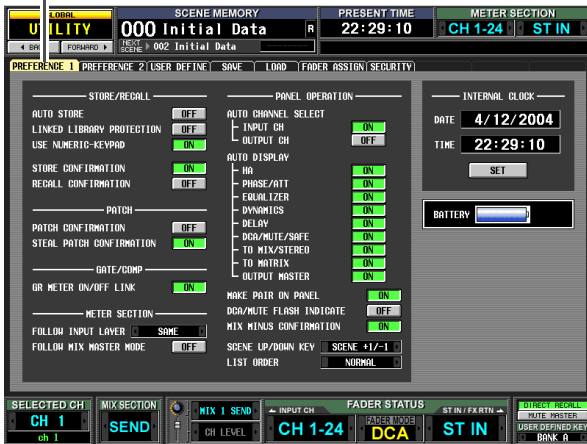 GLOBAL
UTILITY
BACK
FORWARD
SCENE MEMORY
000 Initial Data R
NEXT SCENE 002 Initial Data
PRESENT TIME
22:29:10
METER SECTION
CH 1-24 ST IN
PREFERENCE 1 PREFERENCE 2 USER DEFINE SAVE LOAD FADER ASSIGN SECURITY
STORE/RECALL
AUTO STORE OFF
LINKED LIBRARY PROTECTION OFF
USE NUMERIC-KEYPAD ON
STORE CONFIRMATION ON
RECALL CONFIRMATION OFF
PATCH
PATCH CONFIRMATION OFF
STEAL PATCH CONFIRMATION ON
GATE/COMP
GR METER ON/OFF LINK ON
METER SECTION
FOLLOW INPUT LAYER SAME
FOLLOW MIX MASTER MODE OFF
PANEL OPERATION
AUTO CHANNEL SELECT
INPUT CH ON
OUTPUT CH OFF
AUTO DISPLAY
HA ON
PHASE/ATT ON
EQUALIZER ON
DYNAMICS ON
DELAY ON
DCA/MUTE/SAFE ON
TO MIX/STEREO ON
TO MATRIX ON
OUTPUT MASTER ON
MAKE PAIR ON PANEL ON
DCA/MUTE FLASH INDICATE OFF
MIX MINUS CONFIRMATION ON
SCENE UP/DOWN KEY SCENE +1/-1
LIST ORDER NORMAL
INTERNAL CLOCK
DATE 4/12/2004
TIME 22:29:10
SET
BATTERY
SELECTED CH
CH 1
ch 1
MIX SECTION
SEND
MIX 1 SEND
CH LEVEL
FADER STATUS
INPUT CH
CH 1-24
FADER MODE
DCA
ST IN/FX RTN
ST IN
DIRECT RECALL
MUTE MASTER
USER DEFINED KEY
BANK A